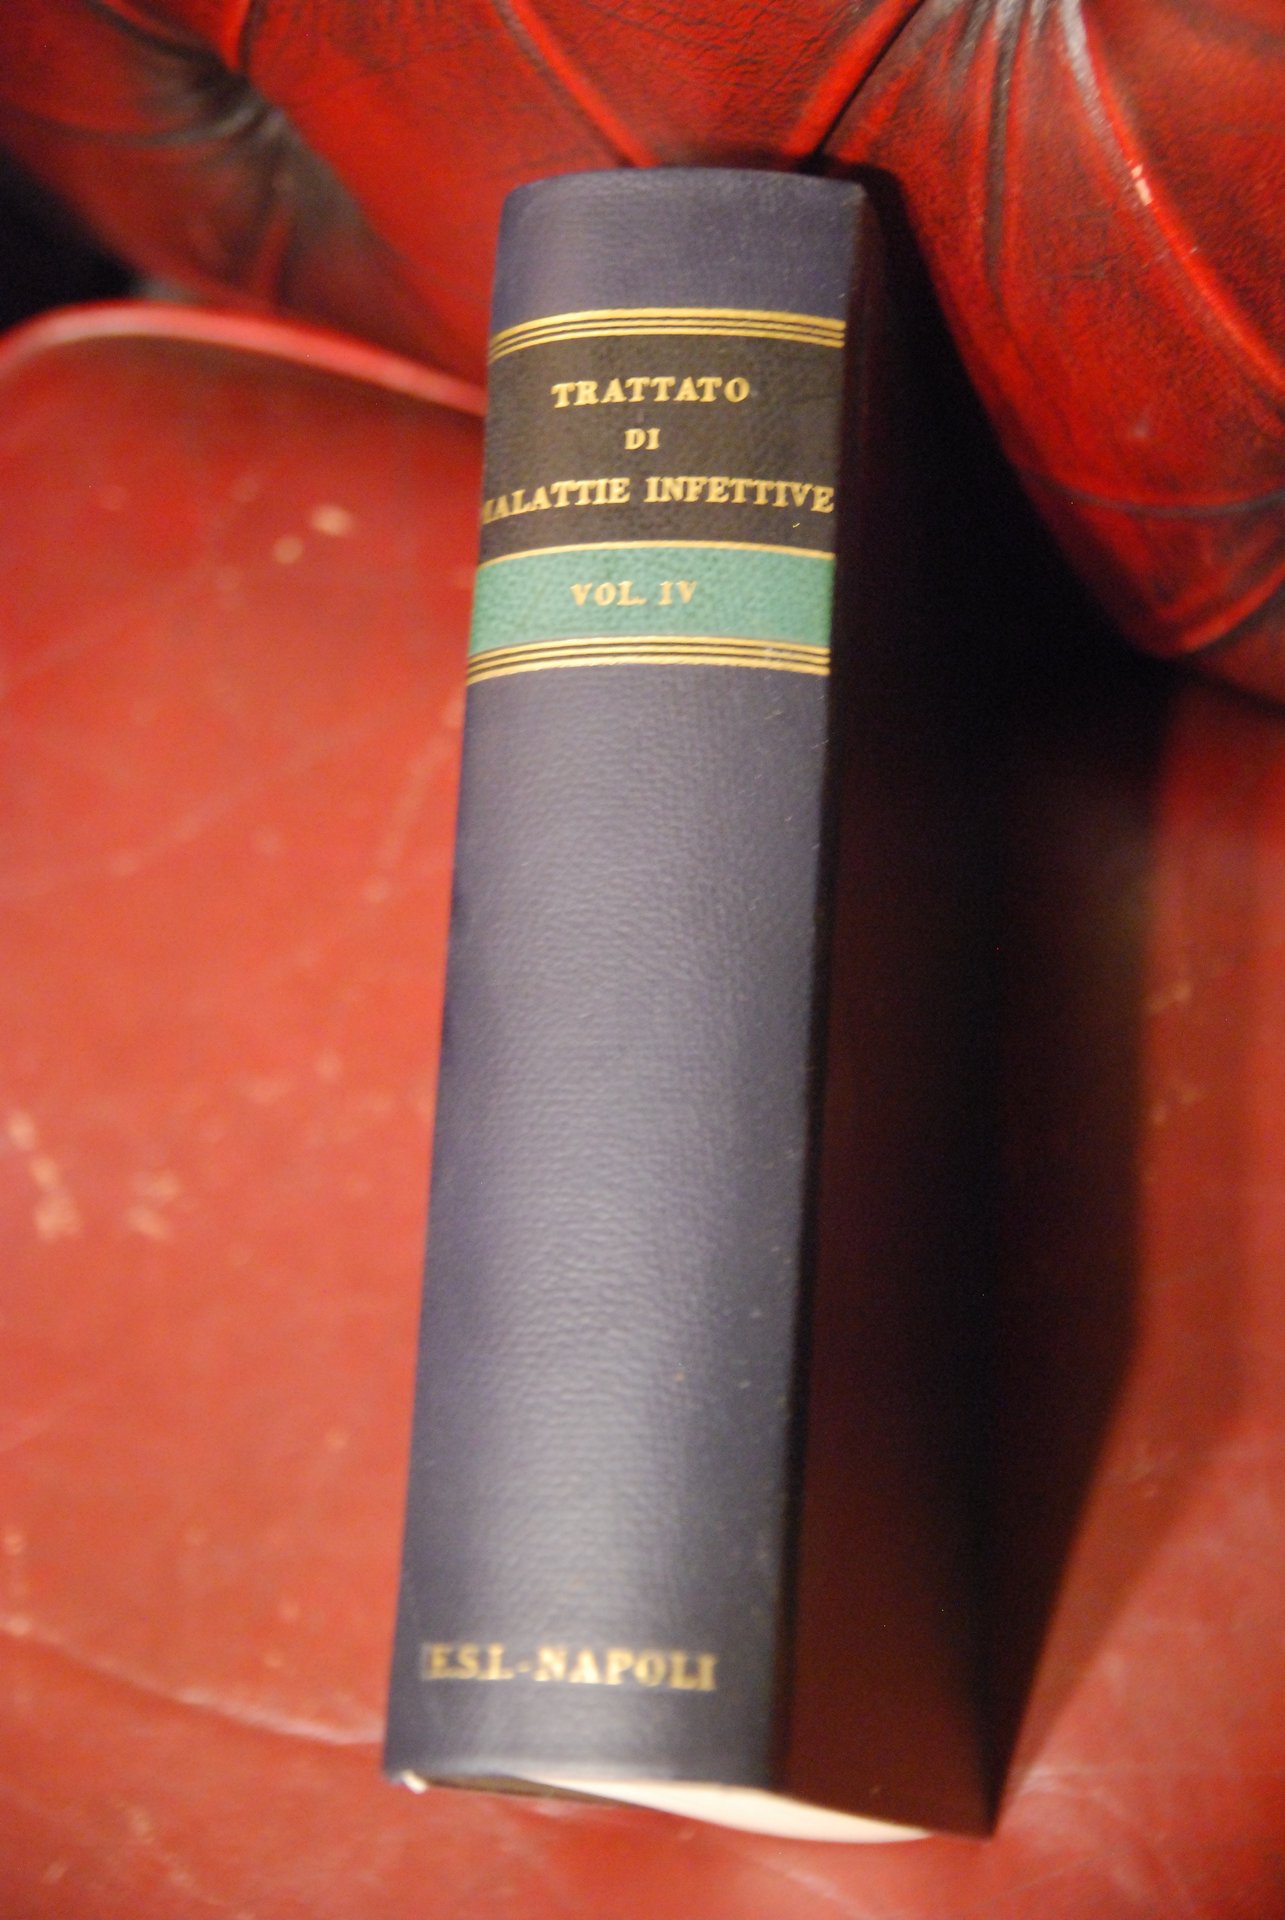 TRATTATO
DI
MALATTIE INFETTIVE
VOL. IV
E.S.I.-NAPOLI